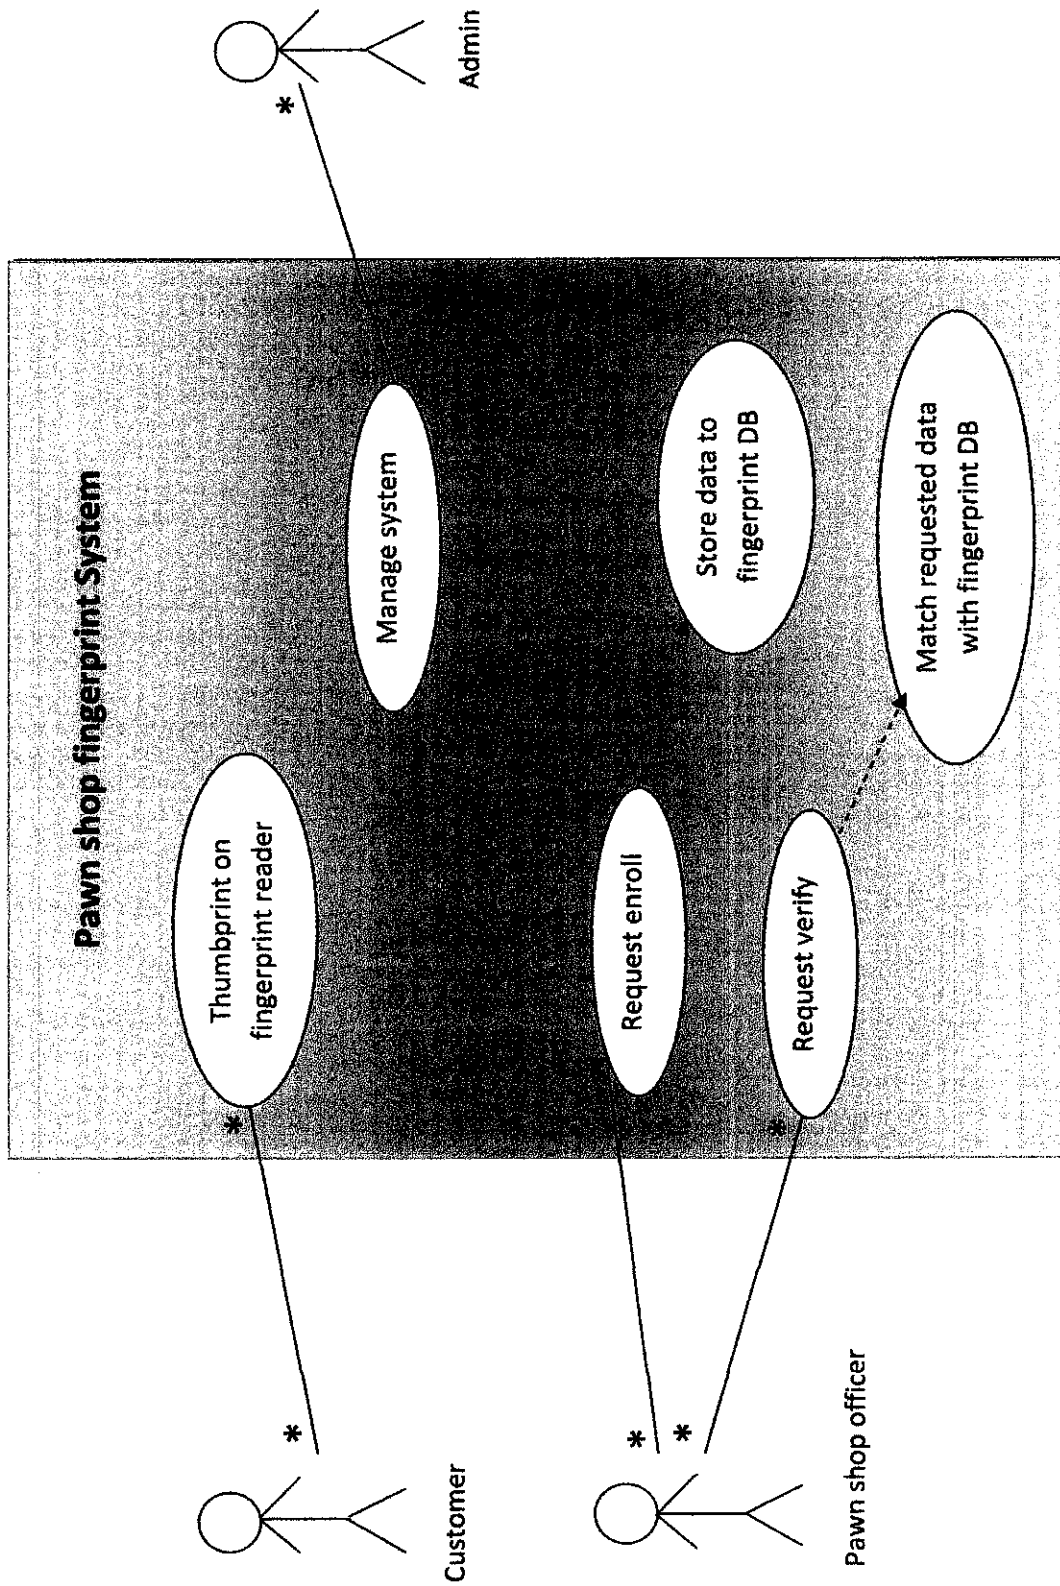 Pawn shop fingerprint System
*
Customer
*
Thumbprint on
fingerprint reader
Manage system
*
Admin
*
*
Pawn shop officer
Request enroll
*
Request verify
Store data to
fingerprint DB
Match requested data
with fingerprint DB